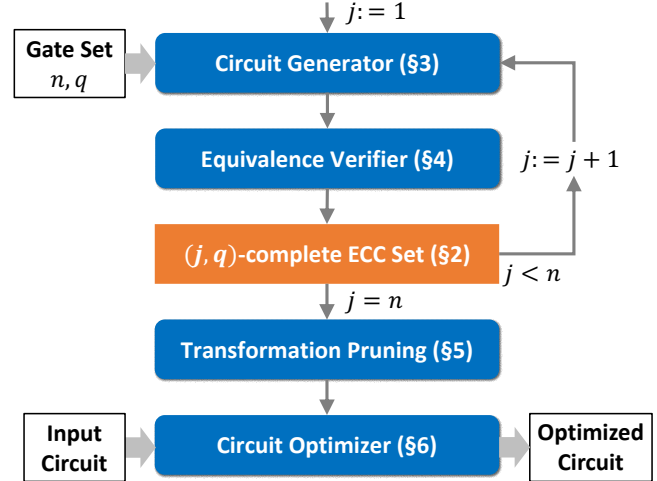 j:= 1
Gate Set
n, q
Circuit Generator (§3)
Equivalence Verifier (§4)
j:= j + 1
(j, q)-complete ECC Set (§2)
j < n
j = n
Transformation Pruning (§5)
Input
Circuit
Circuit Optimizer (§6)
Optimized
Circuit